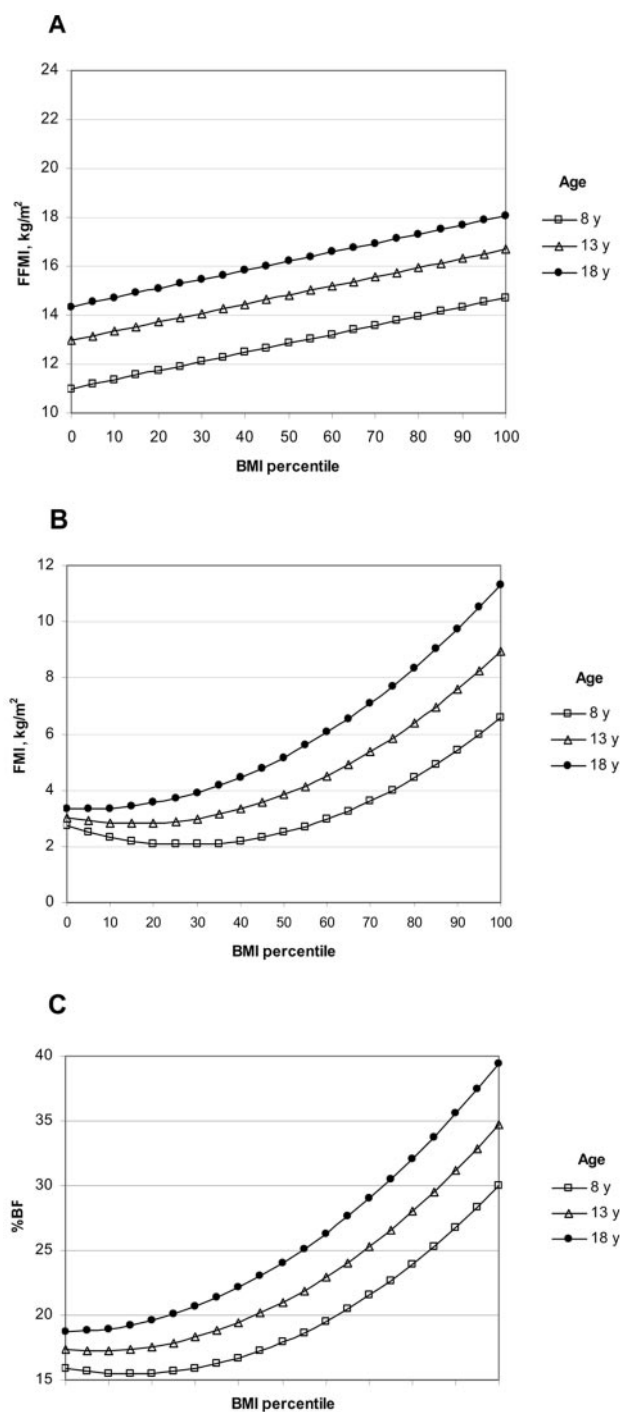 A
24
22
20
18
16
14
12
10
FFMI, kg/m²
0 10 20 30 40 50 60 70 80 90 100
BMI percentile
Age
8 y
13 y
18 y
B
12
10
8
6
4
2
0
FMI, kg/m²
0 10 20 30 40 50 60 70 80 90 100
BMI percentile
Age
8 y
13 y
18 y
C
40
35
30
25
20
15
%BF
BMI percentile
Age
8 y
13 y
18 y